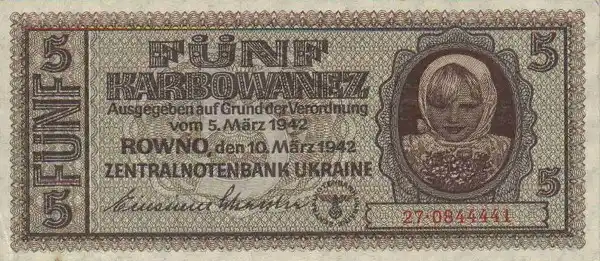 5 FÜNF 5
KARBOWANEZ
Ausgegeben auf Grund der Verordnung
vom 5. März 1942
ROWNO, den 10. März 1942
ZENTRALNOTENBANK UKRAINE
27·0844441
FÜNF
5 5